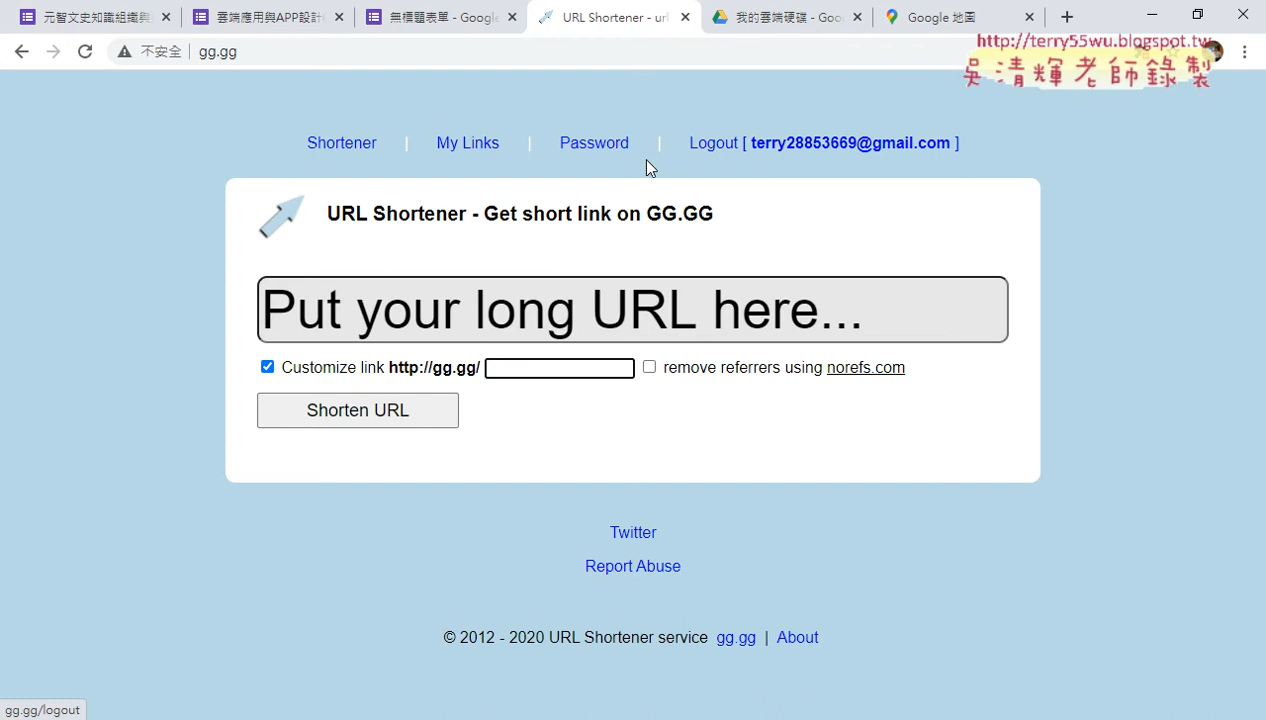 元智文史知識組織與
雲端應用與APP設計
無標題表單 - Google
URL Shortener - url
我的雲端硬碟 - Goo
Google 地圖
不安全
gg.gg
http://terry55wu.blogspot.tw
吳清輝老師錄製
Shortener | My Links | Password | Logout [ terry28853669@gmail.com ]
URL Shortener - Get short link on GG.GG
Put your long URL here...
Customize link http://gg.gg/
remove referrers using norefs.com
Shorten URL
Twitter
Report Abuse
© 2012 - 2020 URL Shortener service gg.gg | About
gg.gg/logout